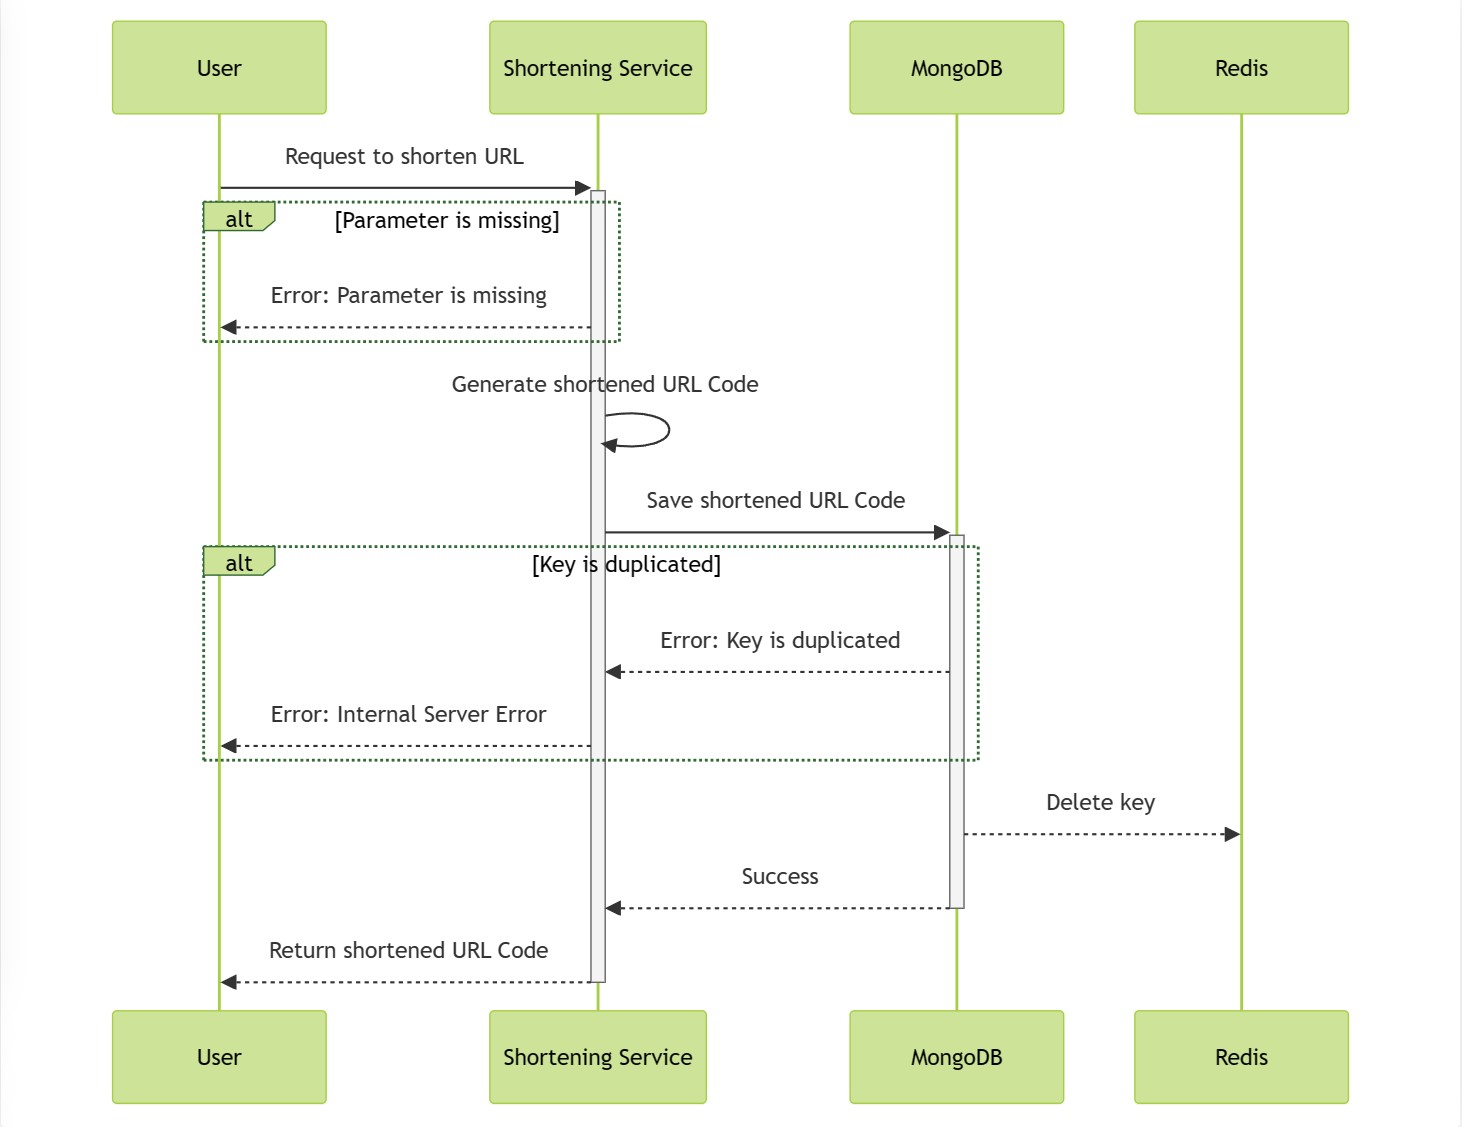 User
Shortening Service
MongoDB
Redis
Request to shorten URL
alt
[Parameter is missing]
Error: Parameter is missing
Generate shortened URL Code
Save shortened URL Code
alt
[Key is duplicated]
Error: Key is duplicated
Error: Internal Server Error
Delete key
Success
Return shortened URL Code
User
Shortening Service
MongoDB
Redis